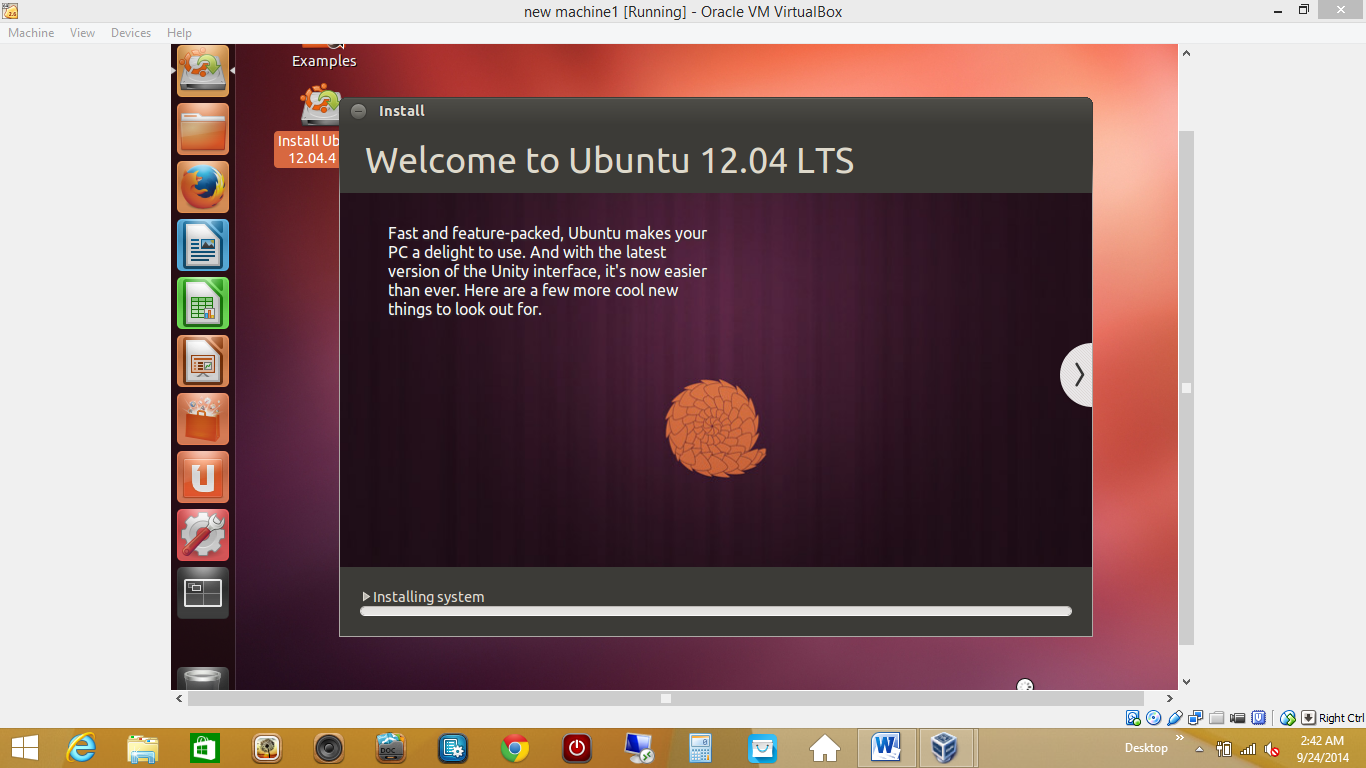 new machine1 [Running] - Oracle VM VirtualBox
Machine View Devices Help
Examples
Install Ub
12.04.4
Install
Welcome to Ubuntu 12.04 LTS
Fast and feature-packed, Ubuntu makes your
PC a delight to use. And with the latest
version of the Unity interface, it's now easier
than ever. Here are a few more cool new
things to look out for.
Installing system
Right Ctrl
DOC
W
Desktop
2:42 AM
9/24/2014